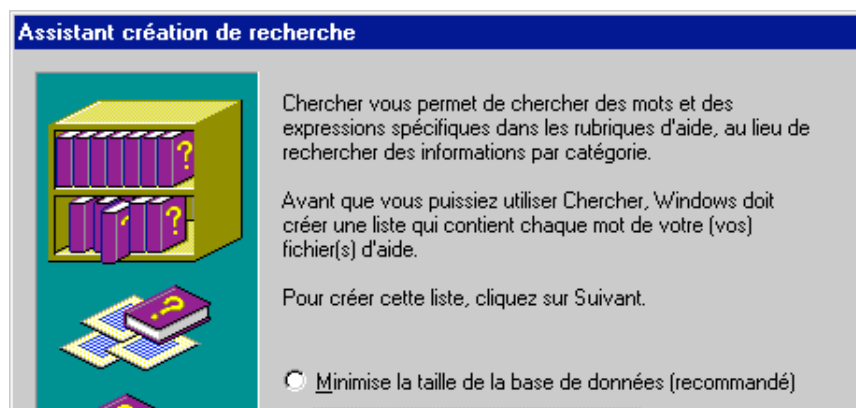 Assistant création de recherche
Chercher vous permet de chercher des mots et des
expressions spécifiques dans les rubriques d'aide, au lieu de
rechercher des informations par catégorie.
Avant que vous puissiez utiliser Chercher, Windows doit
créer une liste qui contient chaque mot de votre (vos)
fichier(s) d'aide.
Pour créer cette liste, cliquez sur Suivant.
Minimise la taille de la base de données (recommandé)